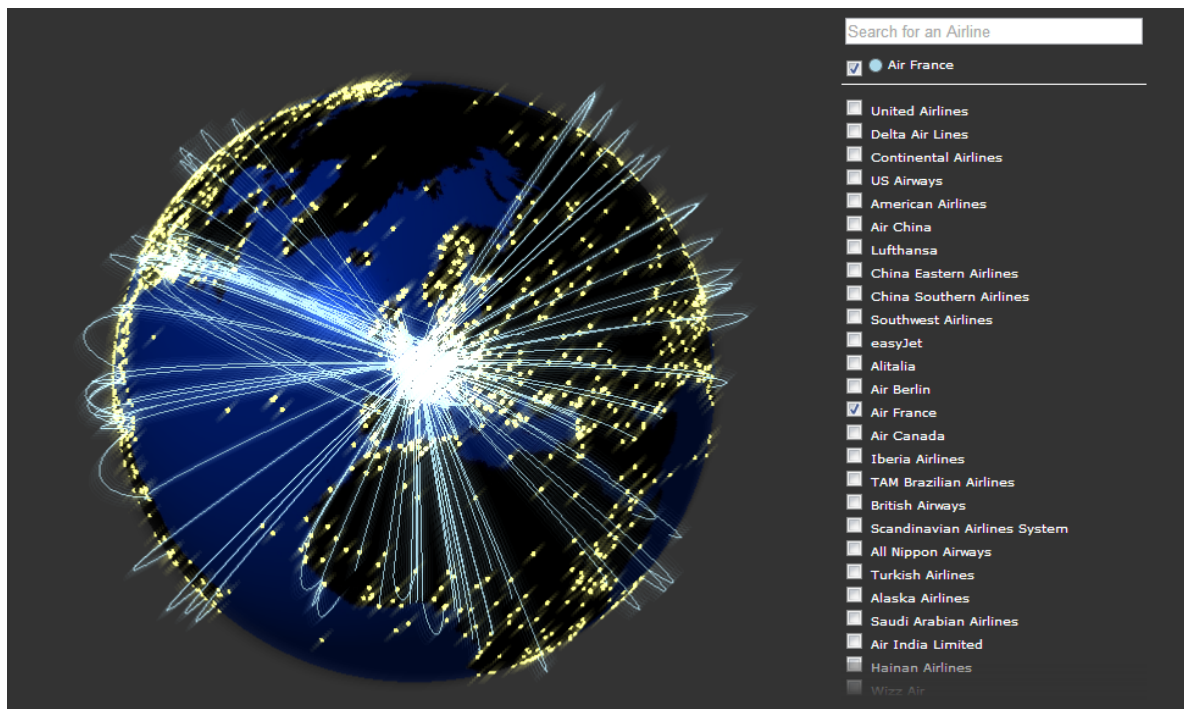 Search for an Airline
Air France
United Airlines
Delta Air Lines
Continental Airlines
US Airways
American Airlines
Air China
Lufthansa
China Eastern Airlines
China Southern Airlines
Southwest Airlines
easyJet
Alitalia
Air Berlin
Air France
Air Canada
Iberia Airlines
TAM Brazilian Airlines
British Airways
Scandinavian Airlines System
All Nippon Airways
Turkish Airlines
Alaska Airlines
Saudi Arabian Airlines
Air India Limited
Hainan Airlines
Wizz Air